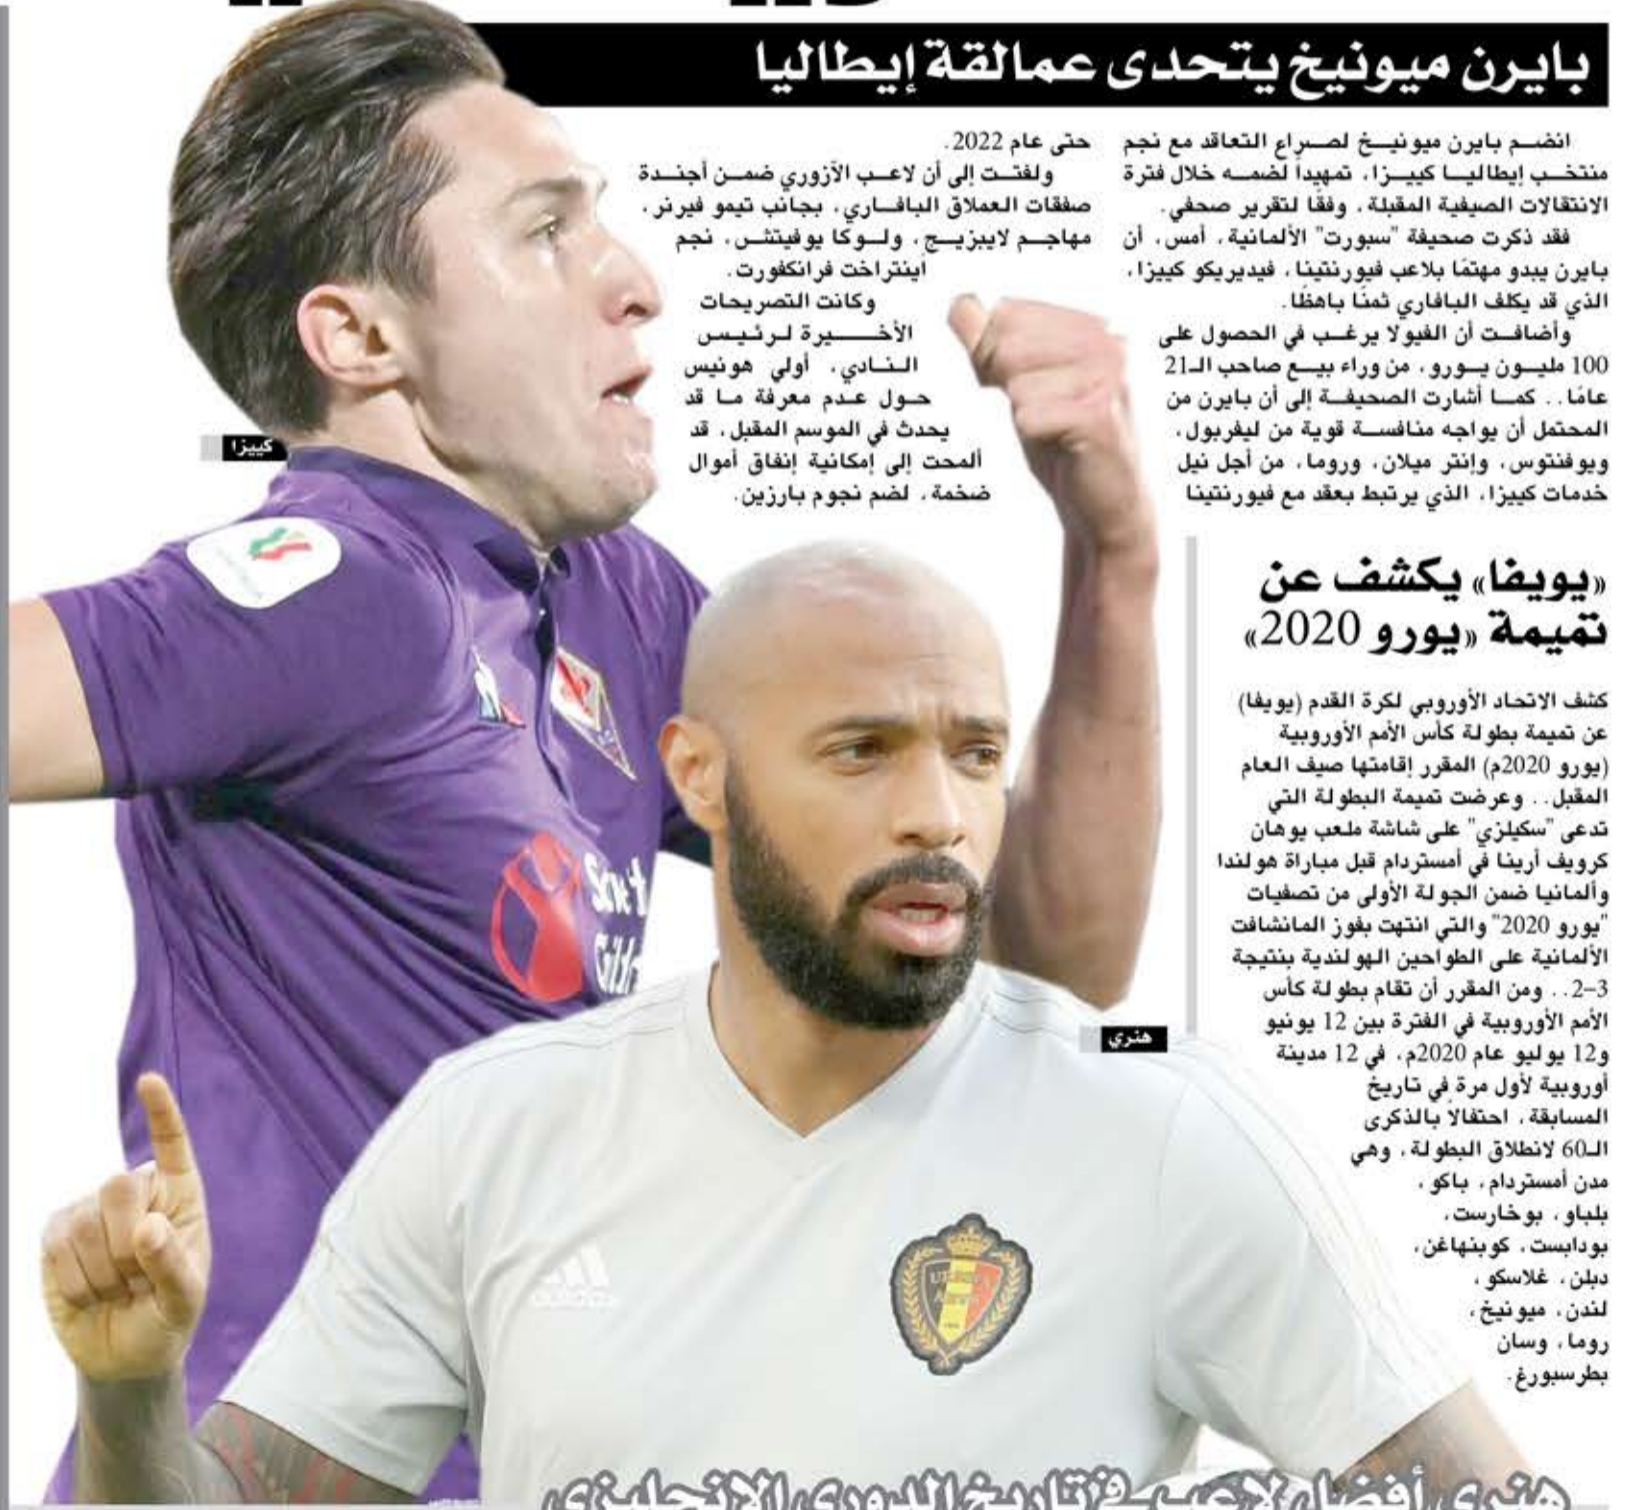 بايرن ميونيخ يتحدى عمالقة إيطاليا
انضم بايرن ميونيخ لصراع التعاقد مع نجم
منتخب إيطاليا كييزا، تمهيداً لضمه خلال فترة
الانتقالات الصيفية المقبلة، وفقًا لتقرير صحفي.
فقد ذكرت صحيفة "سبورت" الألمانية، أمس، أن
بايرن يبدو مهتمًا بلاعب فيورنتينا، فيديريكو كييزا،
الذي قد يكلف البافاري ثمنًا باهظًا.
وأضافت أن الفيولا يرغب في الحصول على
100 مليون يورو، من وراء بيع صاحب الـ21
عامًا.. كما أشارت الصحيفة إلى أن بايرن من
المحتمل أن يواجه منافسة قوية من ليفربول،
ويوفنتوس، وإنتر ميلان، وروما، من أجل نيل
خدمات كييزا، الذي يرتبط بعقد مع فيورنتينا
حتى عام 2022.
ولفتت إلى أن لاعب الآزوري ضمن أجندة
صفقات العملاق البافاري، بجانب تيمو فيرنر،
مهاجم لايبزيج، ولوكا يوفيتش، نجم
آينتراخت فرانكفورت.
وكانت التصريحات
الأخيرة لرئيس
النادي، أولي هونيس
حول عدم معرفة ما قد
يحدث في الموسم المقبل، قد
ألمحت إلى إمكانية إنفاق أموال
ضخمة، لضم نجوم بارزين.
كييزا
«يويفا» يكشف عن
تميمة «يورو 2020»
كشف الاتحاد الأوروبي لكرة القدم (يويفا)
عن تميمة بطولة كأس الأمم الأوروبية
(يورو 2020م) المقرر إقامتها صيف العام
المقبل.. وعرضت تميمة البطولة التي
تدعى "سكيلزي" على شاشة ملعب يوهان
كرويف أرينا في أمستردام قبل مباراة هولندا
وألمانيا ضمن الجولة الأولى من تصفيات
"يورو 2020" والتي انتهت بفوز المانشافت
الألمانية على الطواحين الهولندية بنتيجة
3–2.. ومن المقرر أن تقام بطولة كأس
الأمم الأوروبية في الفترة بين 12 يونيو
و12 يوليو عام 2020م، في 12 مدينة
أوروبية لأول مرة في تاريخ
المسابقة، احتفالًا بالذكرى
الـ60 لانطلاق البطولة، وهي
مدن أمستردام، باكو،
بلباو، بوخارست،
بودابست، كوبنهاغن،
دبلن، غلاسكو،
لندن، ميونيخ،
روما، وسان
بطرسبورغ.
هنري
adidas
هنري أفضل لاعب في تاريخ الدوري الإنجليزي